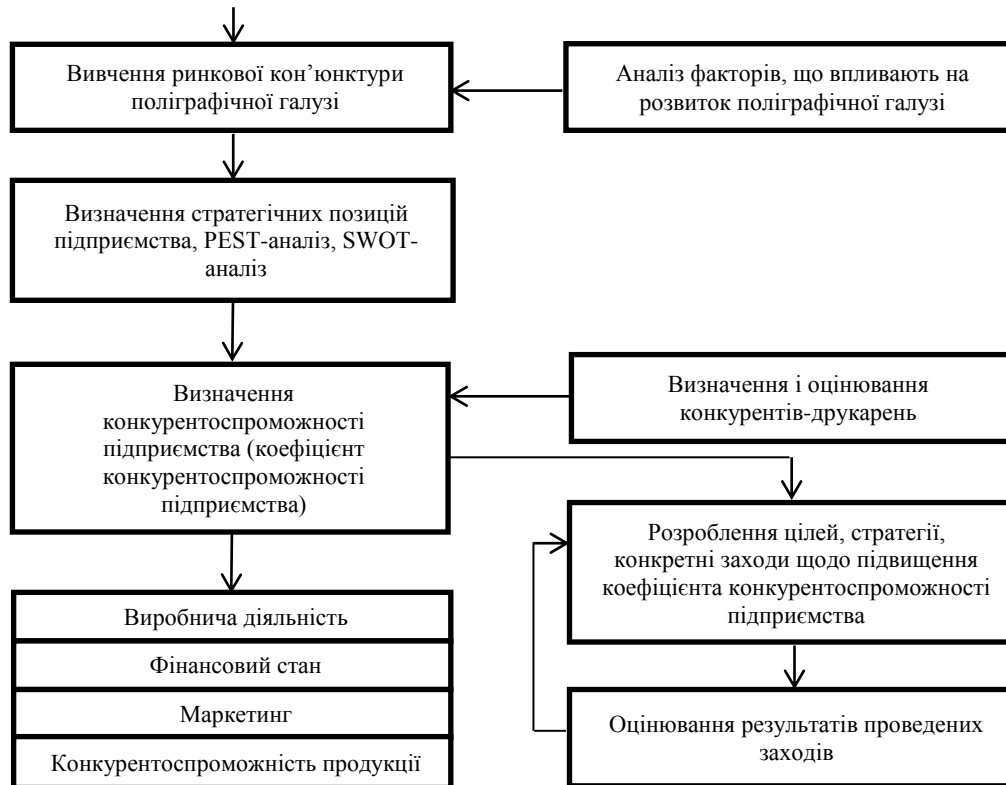 Вивчення ринкової кон’юнктури
поліграфічної галузі
Аналіз факторів, що впливають на
розвиток поліграфічної галузі
Визначення стратегічних позицій
підприємства, PEST-аналіз, SWOT-
аналіз
Визначення
конкурентоспроможності
підприємства (коефіцієнт
конкурентоспроможності
підприємства)
Визначення і оцінювання
конкурентів-друкарень
Розроблення цілей, стратегії,
конкретні заходи щодо підвищення
коефіцієнта конкурентоспроможності
підприємства
Виробнича діяльність
Фінансовий стан
Маркетинг
Конкурентоспроможність продукції
Оцінювання результатів проведених
заходів